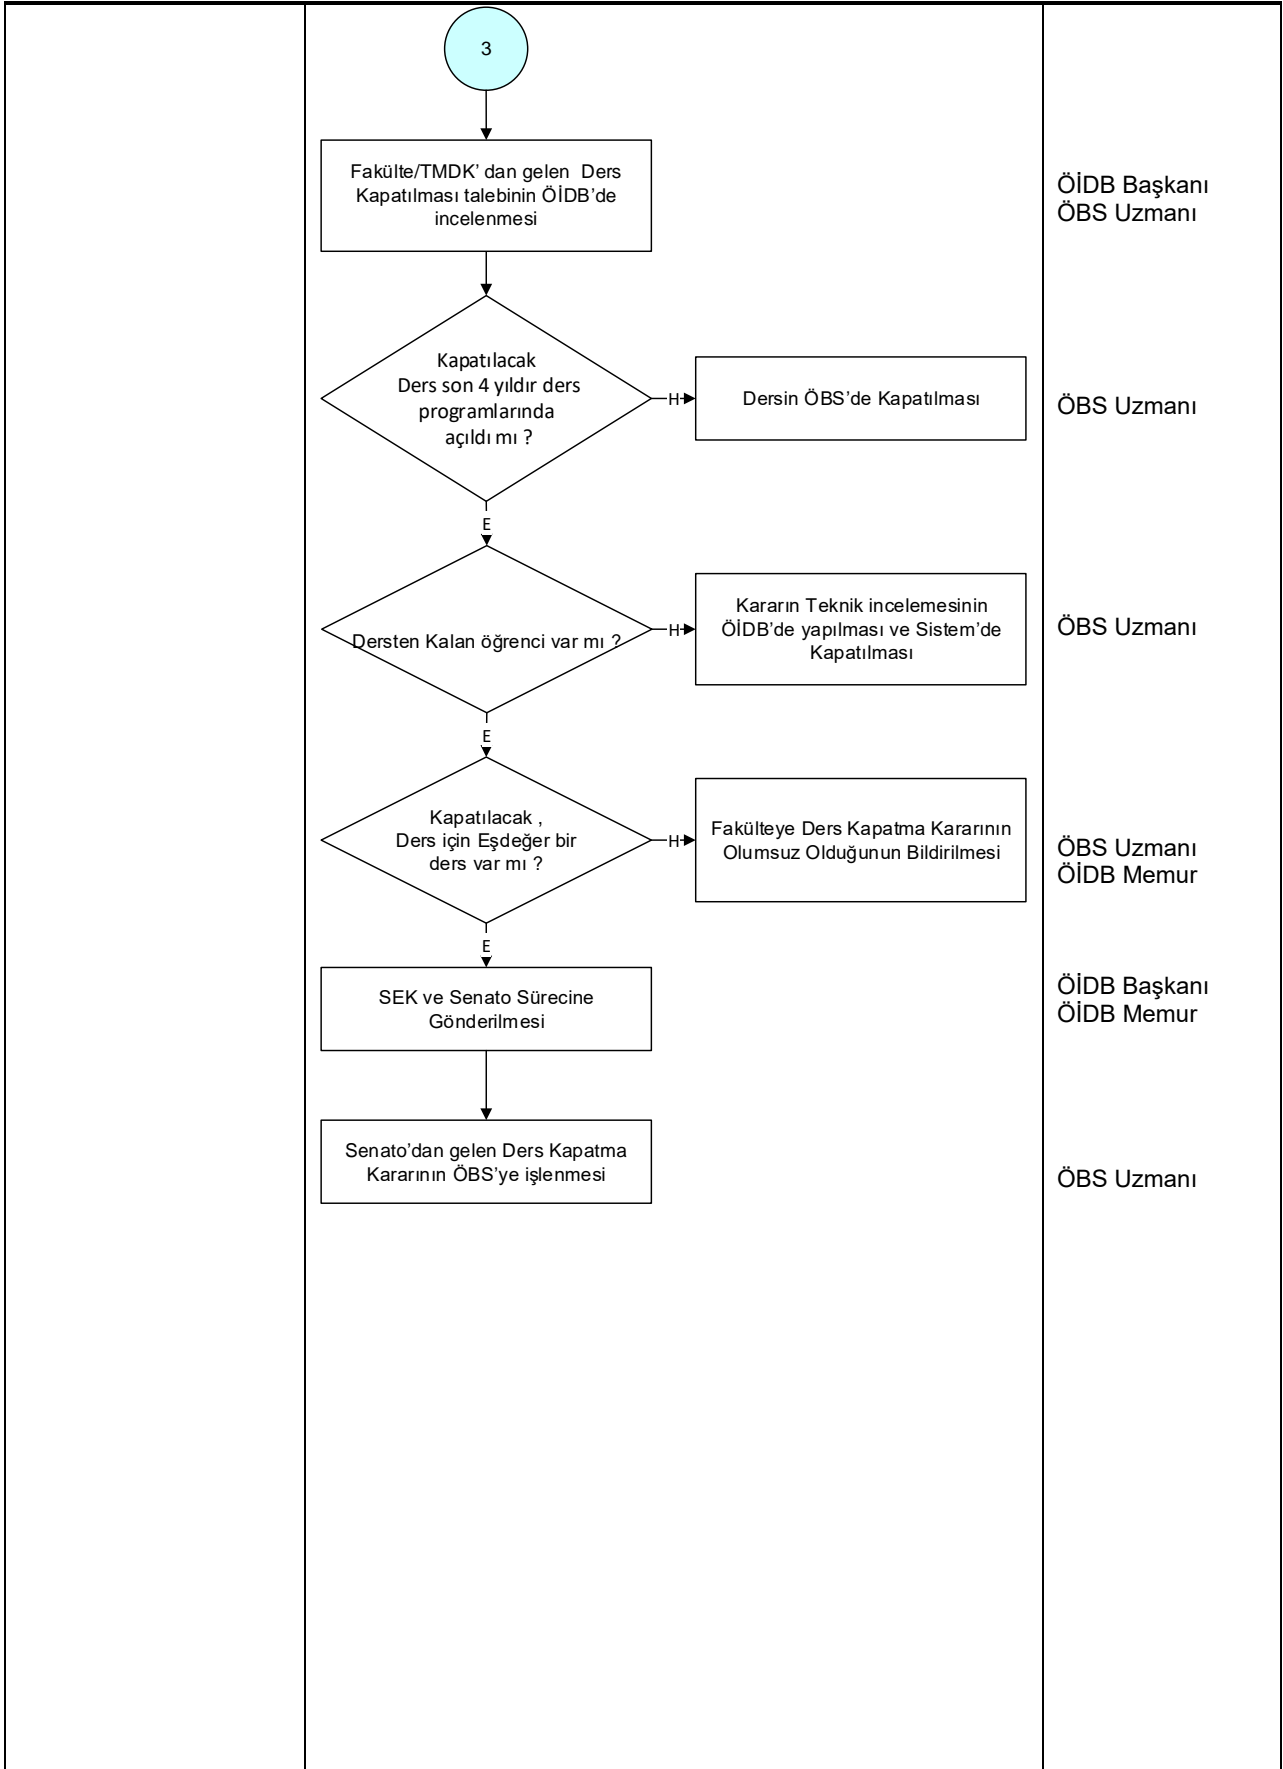 3
Fakülte/TMDK’ dan gelen Ders
Kapatılması talebinin ÖİDB’de
incelenmesi
ÖİDB Başkanı
ÖBS Uzmanı
Kapatılacak
Ders son 4 yıldır ders
programlarında
açıldı mı ?
H
Dersin ÖBS’de Kapatılması
ÖBS Uzmanı
E
Dersten Kalan öğrenci var mı ?
H
Kararın Teknik incelemesinin
ÖİDB’de yapılması ve Sistem’de
Kapatılması
ÖBS Uzmanı
E
Kapatılacak ,
Ders için Eşdeğer bir
ders var mı ?
H
Fakülteye Ders Kapatma Kararının
Olumsuz Olduğunun Bildirilmesi
ÖBS Uzmanı
ÖİDB Memur
E
SEK ve Senato Sürecine
Gönderilmesi
ÖİDB Başkanı
ÖİDB Memur
Senato’dan gelen Ders Kapatma
Kararının ÖBS’ye işlenmesi
ÖBS Uzmanı